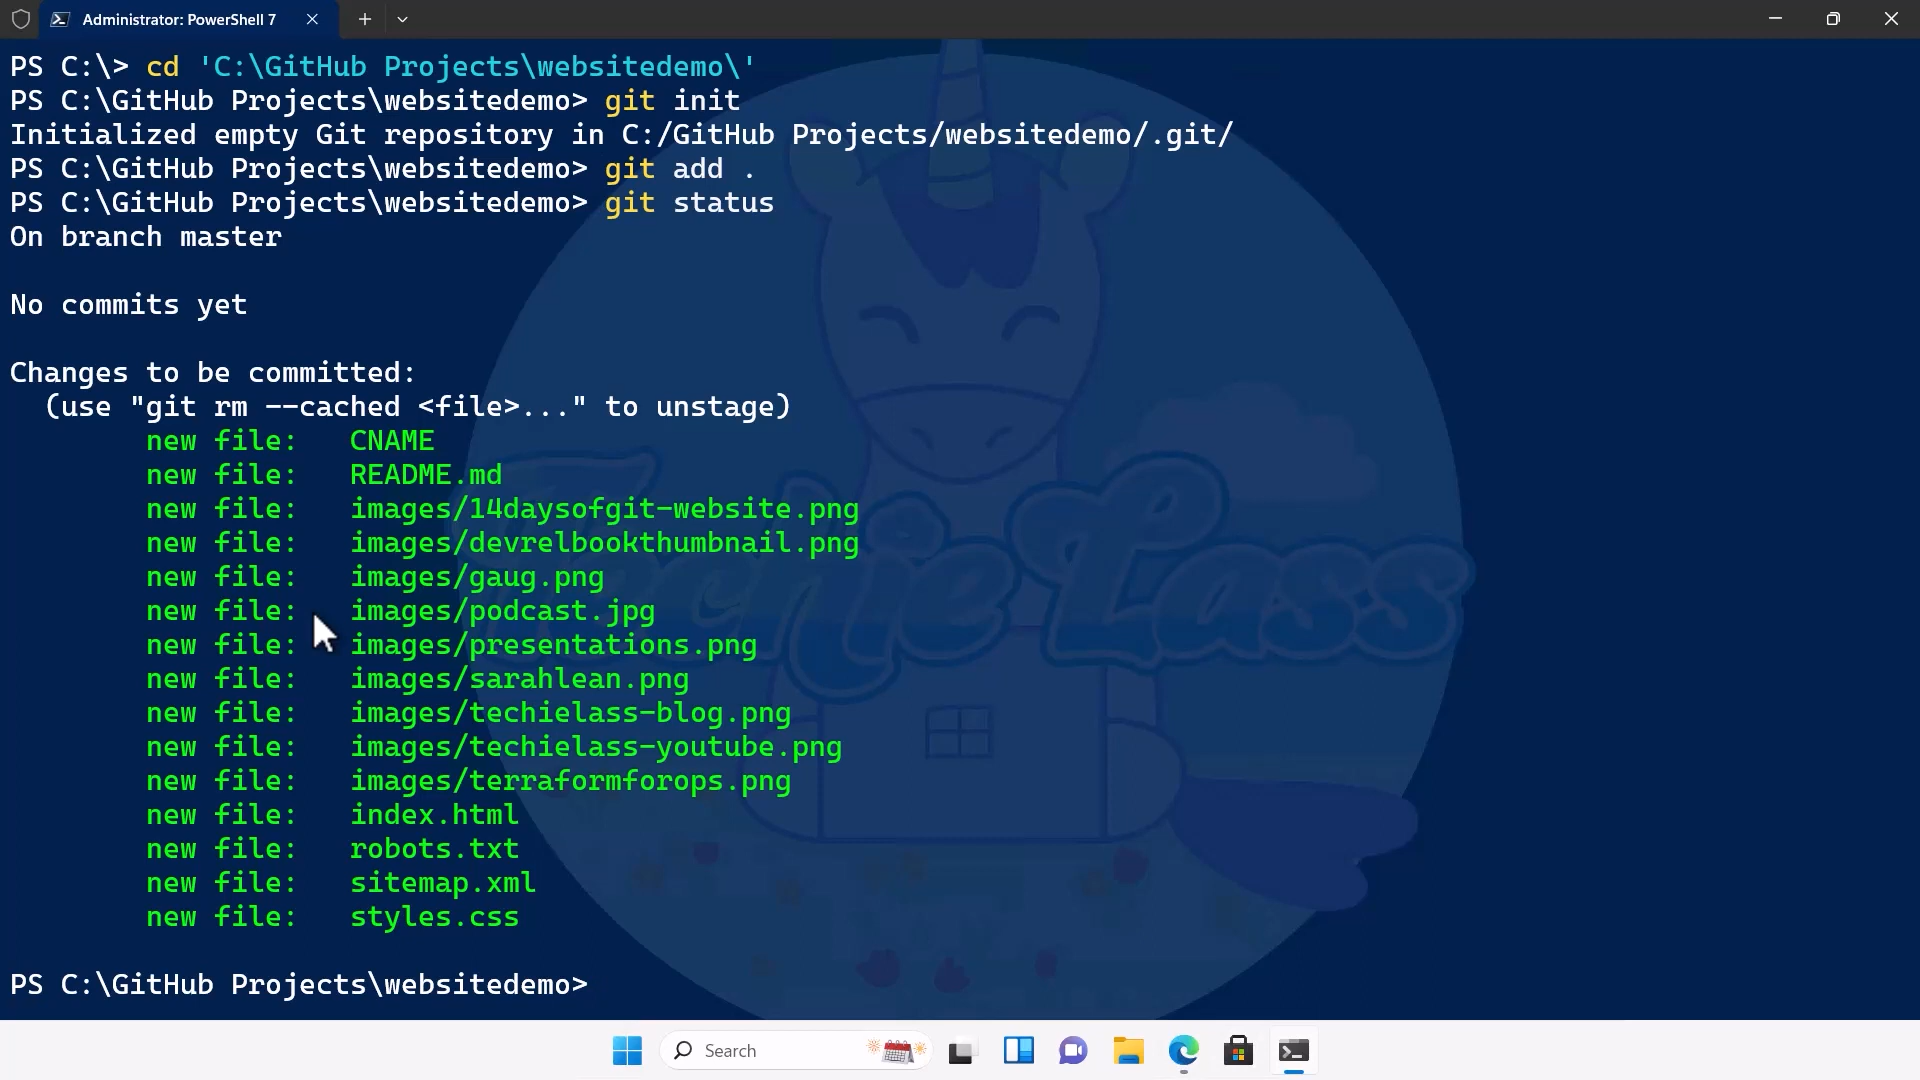 Administrator: PowerShell 7
PS C:\> cd 'C:\GitHub Projects\websitedemo\'
PS C:\GitHub Projects\websitedemo> git init
Initialized empty Git repository in C:/GitHub Projects/websitedemo/.git/
PS C:\GitHub Projects\websitedemo> git add .
PS C:\GitHub Projects\websitedemo> git status
On branch master
No commits yet
Changes to be committed:
  (use "git rm --cached <file>..." to unstage)
        new file:   CNAME
        new file:   README.md
        new file:   images/14daysofgit-website.png
        new file:   images/devrelbookthumbnail.png
        new file:   images/gaug.png
        new file:   images/podcast.jpg
        new file:   images/presentations.png
        new file:   images/sarahlean.png
        new file:   images/techielass-blog.png
        new file:   images/techielass-youtube.png
        new file:   images/terraformforops.png
        new file:   index.html
        new file:   robots.txt
        new file:   sitemap.xml
        new file:   styles.css
PS C:\GitHub Projects\websitedemo>
Techie Lass
Search